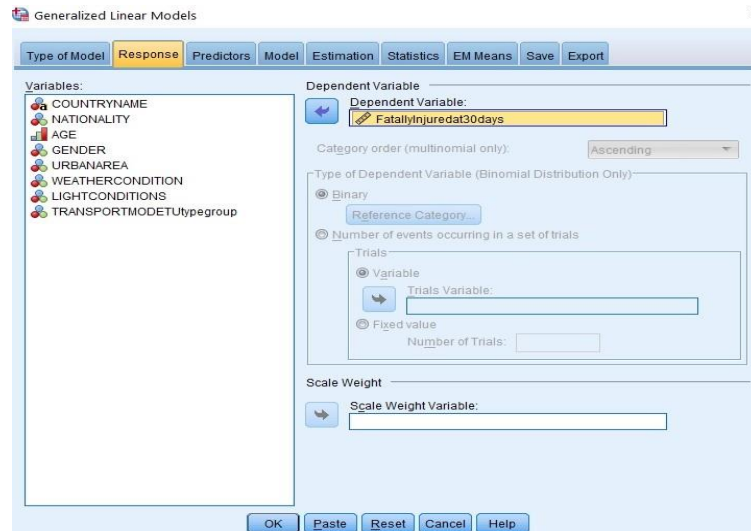 Generalized Linear Models
Type of Model Response Predictors Model Estimation Statistics EM Means Save Export
Variables:
COUNTRYNAME
NATIONALITY
AGE
GENDER
URBANAREA
WEATHERCONDITION
LIGHTCONDITIONS
TRANSPORTMODETUtypegroup
Dependent Variable
Dependent Variable:
FatallyInjuredat30days
Category order (multinomial only): Ascending
Type of Dependent Variable (Binomial Distribution Only)
Binary
Reference Category...
Number of events occurring in a set of trials
Trials
Variable
Trials Variable:
Fixed value
Number of Trials:
Scale Weight
Scale Weight Variable:
OK Paste Reset Cancel Help